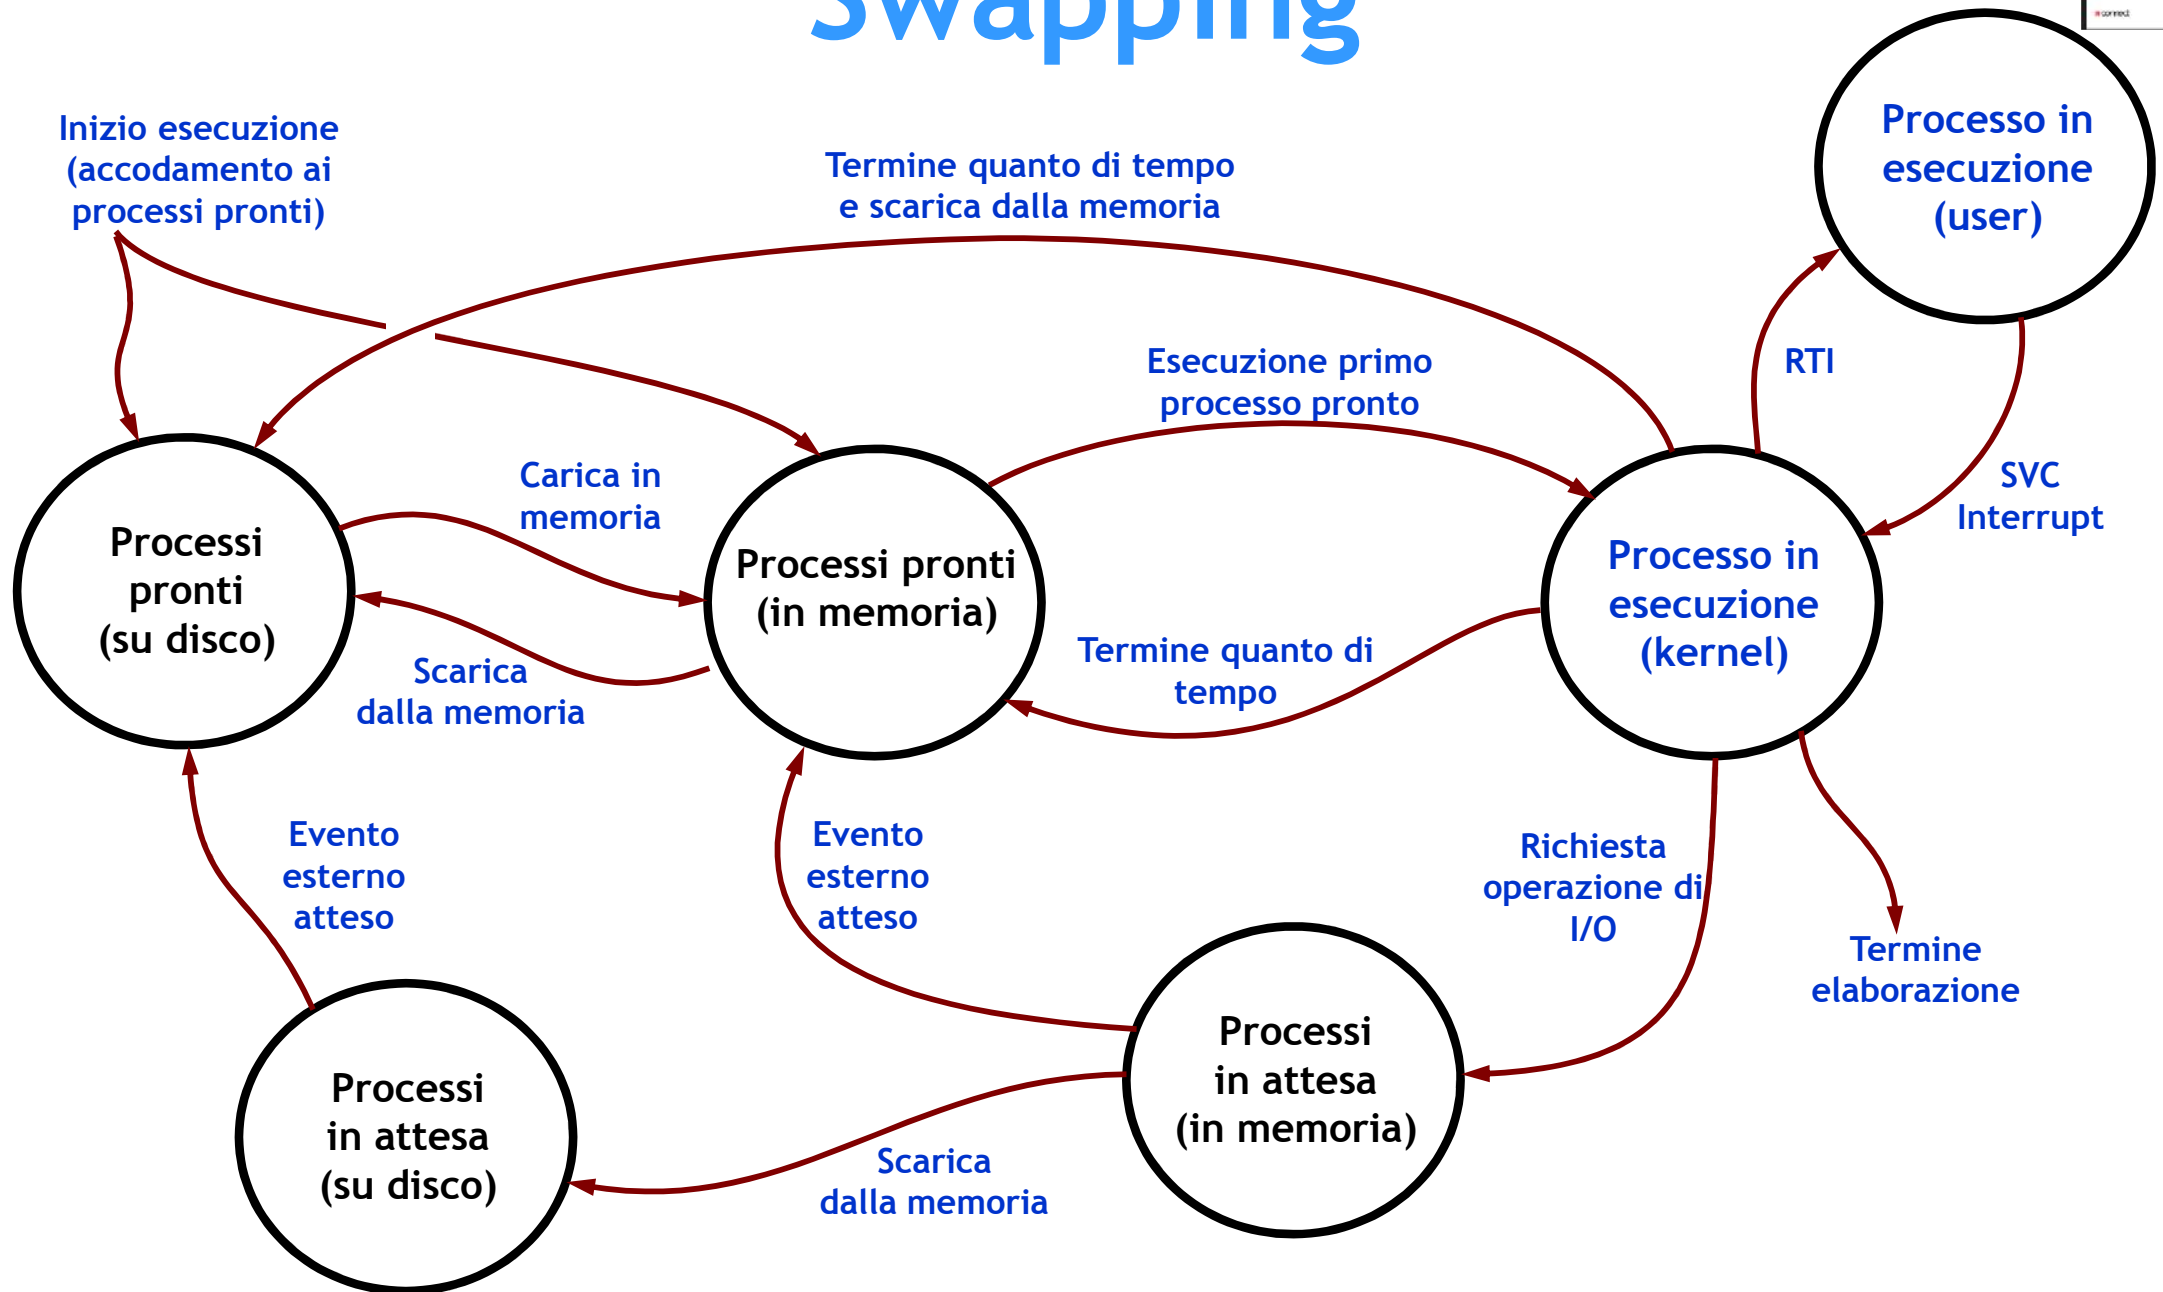 Swapping
connect
Inizio esecuzione
(accodamento ai
processi pronti)
Termine quanto di tempo
e scarica dalla memoria
Processo in
esecuzione
(user)
Esecuzione primo
processo pronto
RTI
Carica in
memoria
SVC
Interrupt
Processi
pronti
(su disco)
Processi pronti
(in memoria)
Processo in
esecuzione
(kernel)
Scarica
dalla memoria
Termine quanto di
tempo
Evento
esterno
atteso
Evento
esterno
atteso
Richiesta
operazione di
I/O
Termine
elaborazione
Processi
in attesa
(su disco)
Processi
in attesa
(in memoria)
Scarica
dalla memoria